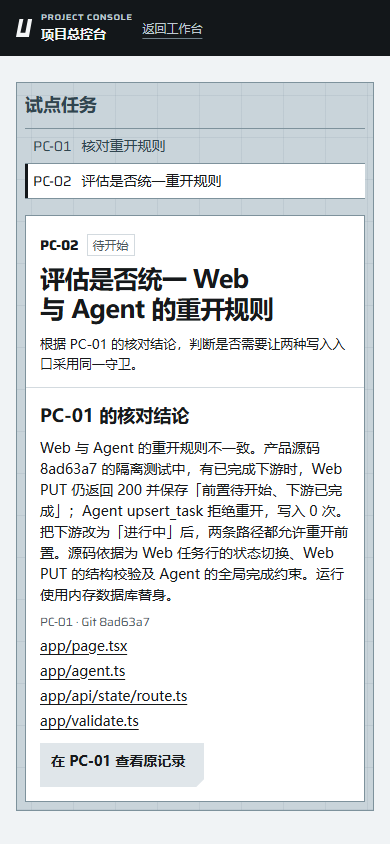 PROJECT CONSOLE
项目总控台
返回工作台
试点任务
PC-01 核对重开规则
PC-02 评估是否统一重开规则
PC-02 待开始
评估是否统一 Web
与 Agent 的重开规则
根据 PC-01 的核对结论，判断是否需要让两种写入入
口采用同一守卫。
PC-01 的核对结论
Web 与 Agent 的重开规则不一致。产品源码
8ad63a7 的隔离测试中，有已完成下游时，Web
PUT 仍返回 200 并保存「前置待开始、下游已完
成」；Agent upsert_task 拒绝重开，写入 0 次。
把下游改为「进行中」后，两条路径都允许重开前
置。源码依据为 Web 任务行的状态切换、Web
PUT 的结构校验及 Agent 的全局完成约束。运行
使用内存数据库替身。
PC-01 · Git 8ad63a7
app/page.tsx
app/agent.ts
app/api/state/route.ts
app/validate.ts
在 PC-01 查看原记录